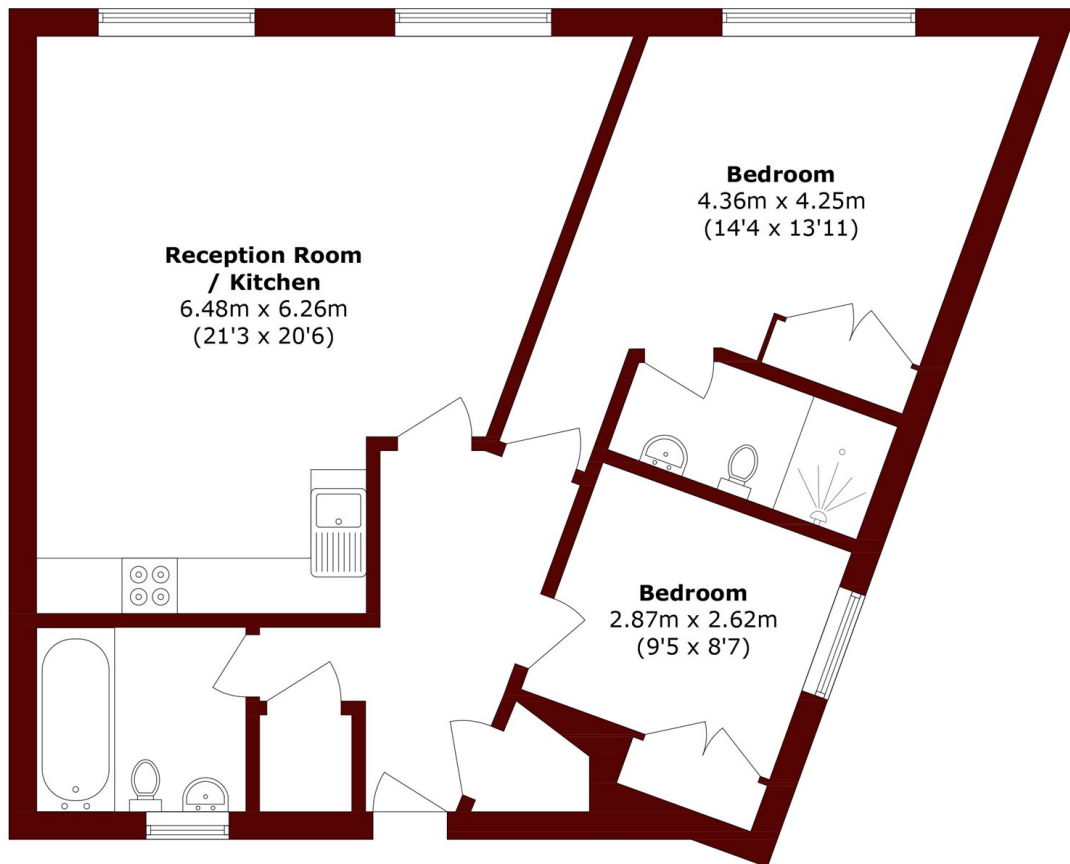 Reception Room
/ Kitchen
6.48m x 6.26m
(21'3 x 20'6)
Bedroom
4.36m x 4.25m
(14'4 x 13'11)
Bedroom
2.87m x 2.62m
(9'5 x 8'7)